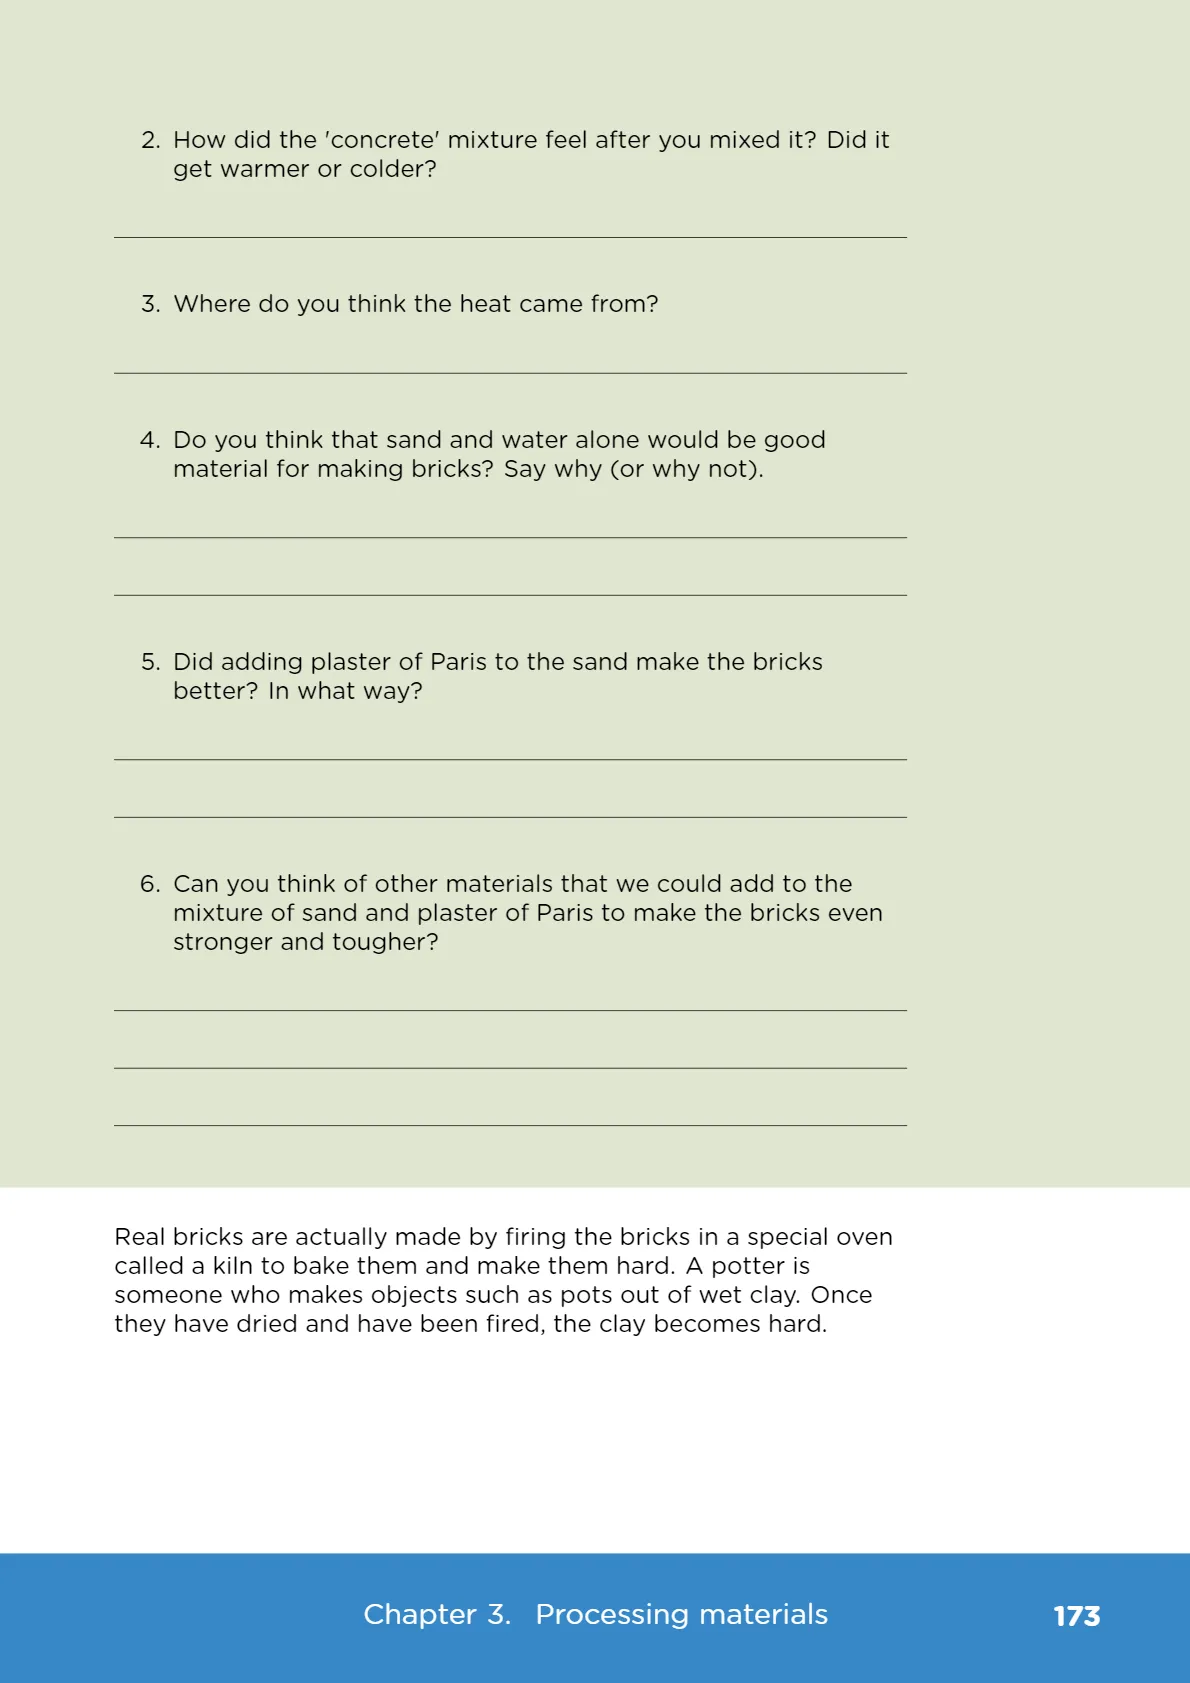 2. How did the 'concrete' mixture feel after you mixed it? Did it
get warmer or colder?
3. Where do you think the heat came from?
4. Do you think that sand and water alone would be good
material for making bricks? Say why (or why not).
5. Did adding plaster of Paris to the sand make the bricks
better? In what way?
6. Can you think of other materials that we could add to the
mixture of sand and plaster of Paris to make the bricks even
stronger and tougher?
Real bricks are actually made by firing the bricks in a special oven
called a kiln to bake them and make them hard. A potter is
someone who makes objects such as pots out of wet clay. Once
they have dried and have been fired, the clay becomes hard.
Chapter 3. Processing materials 173